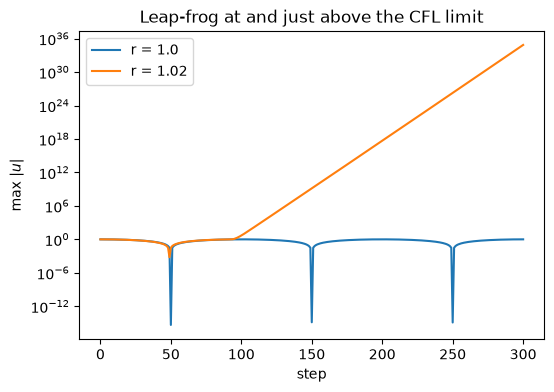 Leap-frog at and just above the CFL limit
r = 1.0
r = 1.02
max |u|
10^36
10^30
10^24
10^18
10^12
10^6
10^0
10^−6
10^−12
0 50 100 150 200 250 300
step